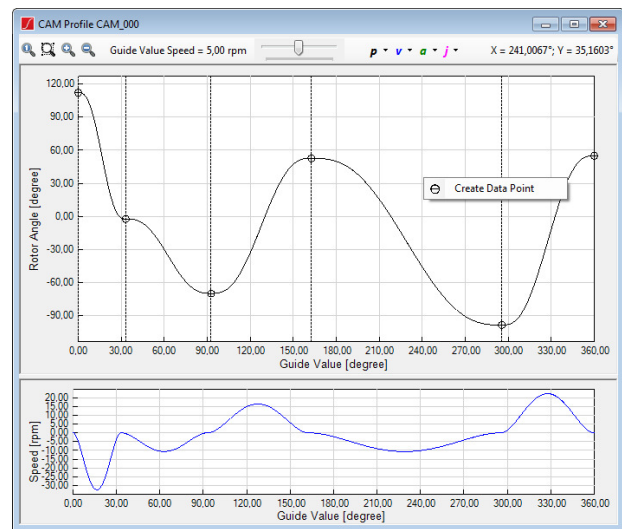 CAM Profile CAM_000
Guide Value Speed = 5,00 rpm
p v a j
X = 241,0067°; Y = 35,1603°
Rotor Angle [degree]
120,00
90,00
60,00
30,00
0,00
-30,00
-60,00
-90,00
Create Data Point
0,00 30,00 60,00 90,00 120,00 150,00 180,00 210,00 240,00 270,00 300,00 330,00 360,00
Guide Value [degree]
Speed [rpm]
20,00
15,00
10,00
5,00
0,00
-5,00
-10,00
-15,00
-20,00
-25,00
-30,00
0,00 30,00 60,00 90,00 120,00 150,00 180,00 210,00 240,00 270,00 300,00 330,00 360,00
Guide Value [degree]